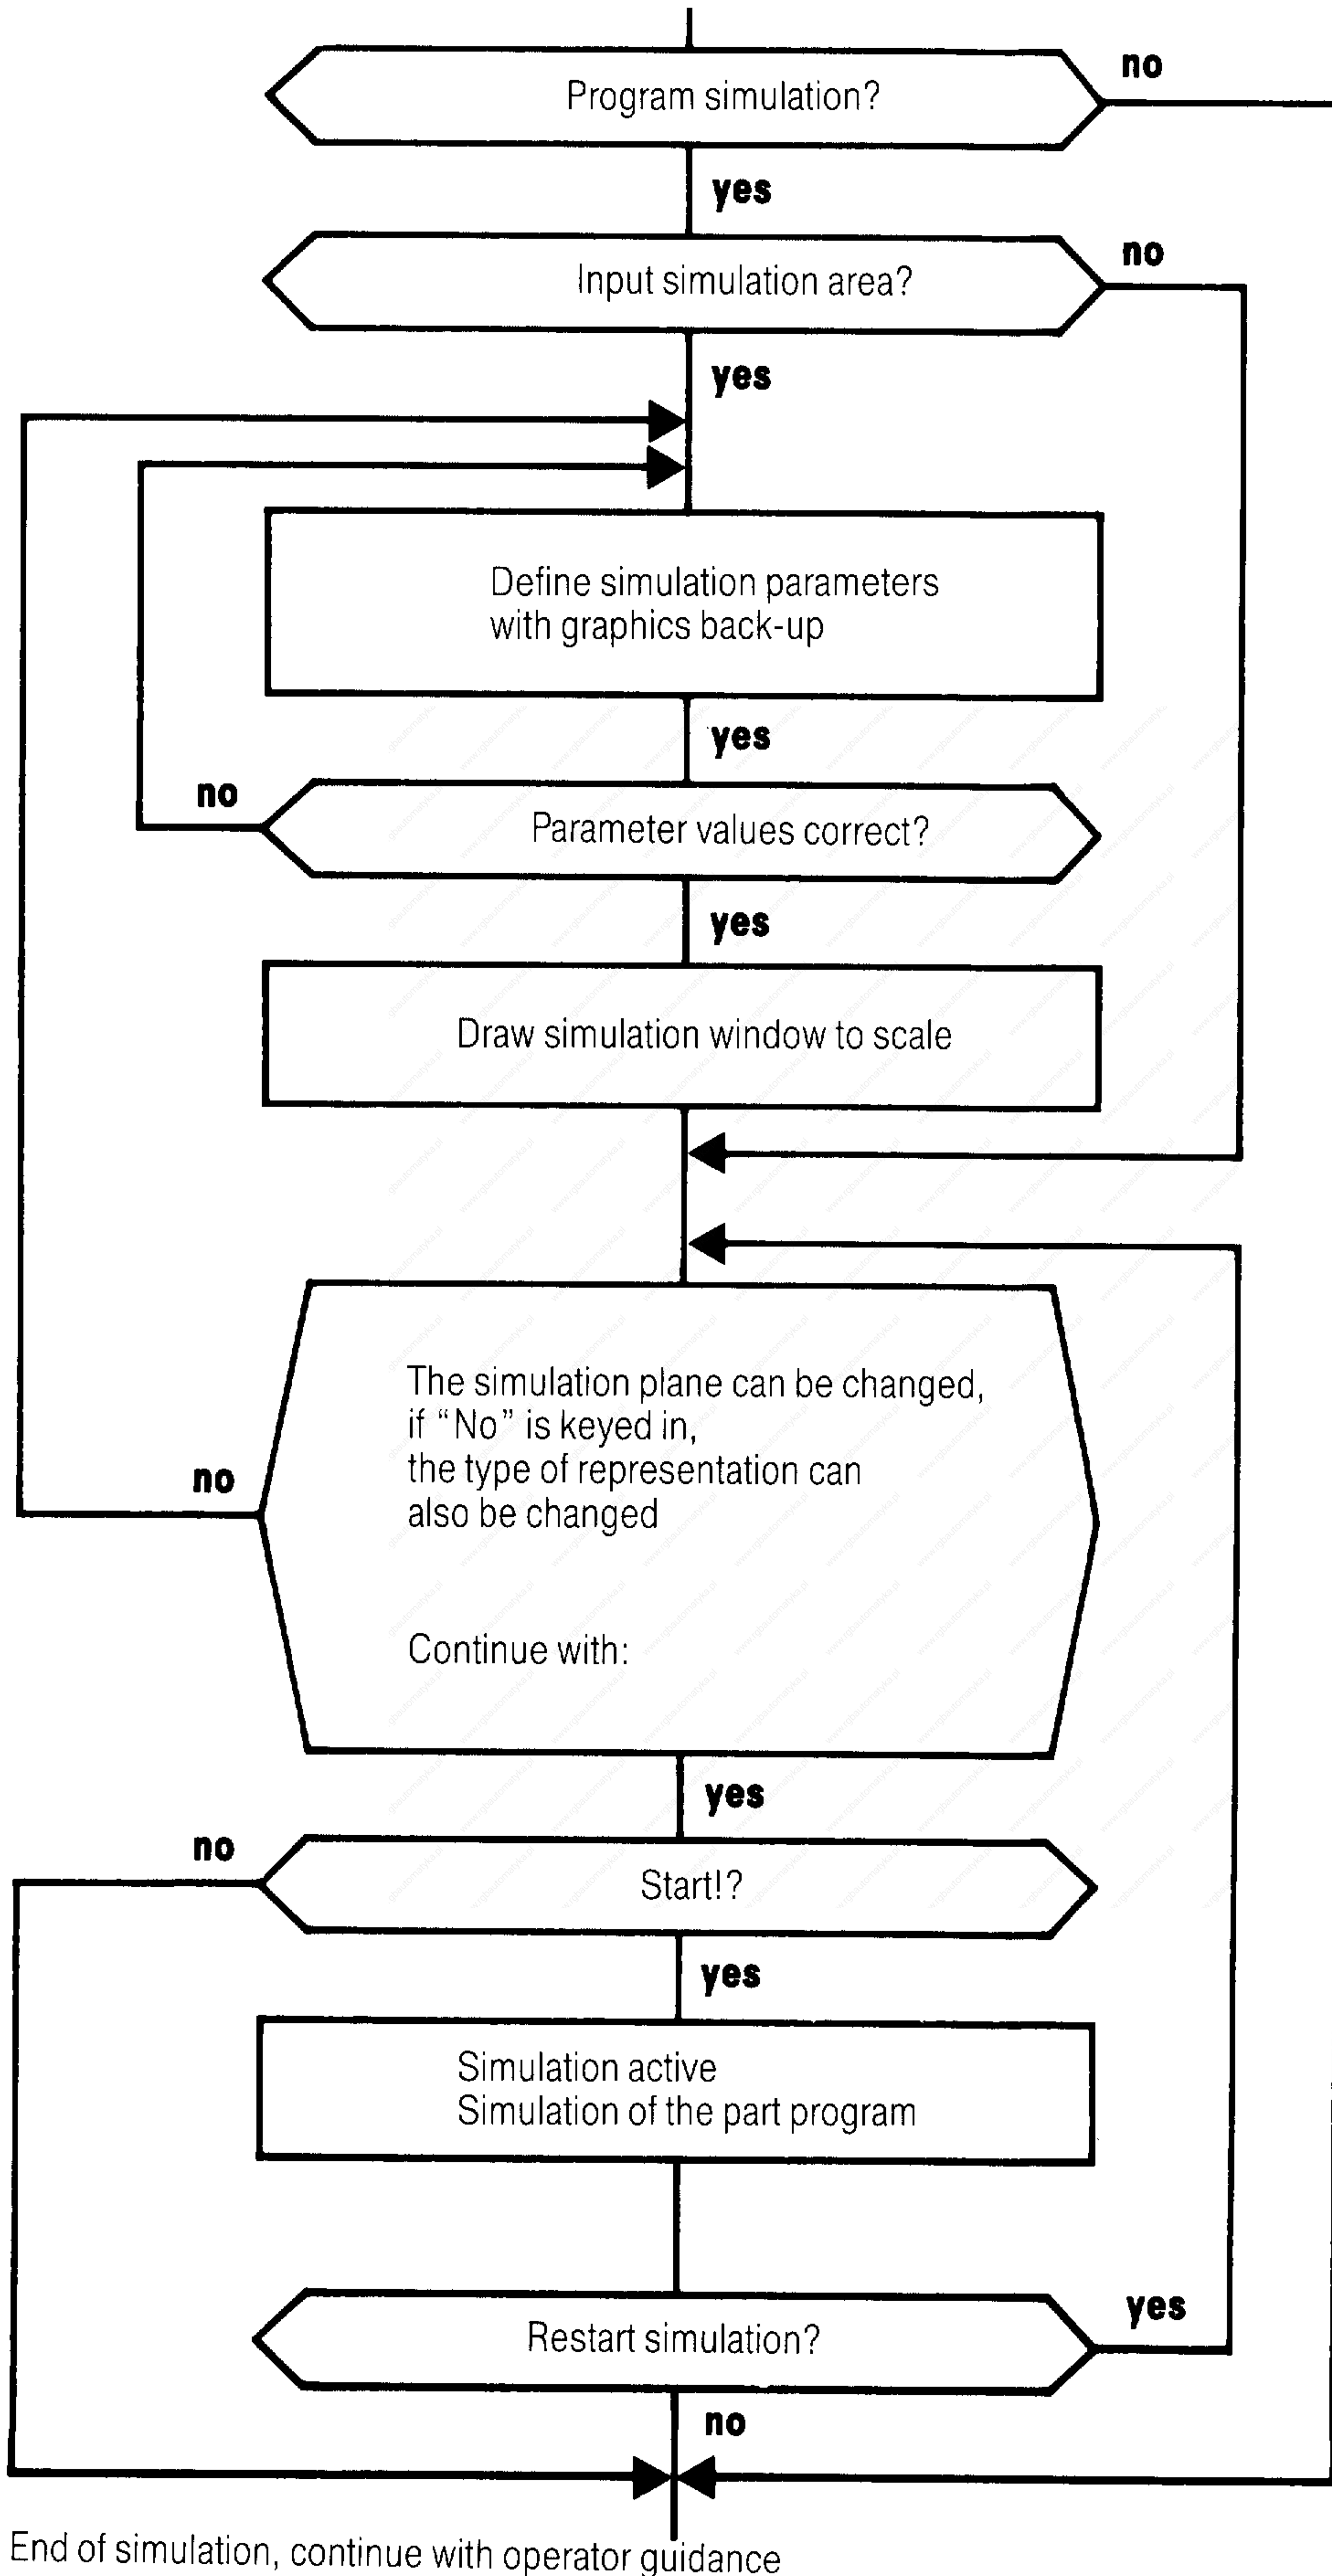 no
Program simulation?
yes
no
Input simulation area?
yes
Define simulation parameters
with graphics back-up
yes
no
Parameter values correct?
yes
Draw simulation window to scale
The simulation plane can be changed,
if “No” is keyed in,
the type of representation can
also be changed
no
Continue with:
yes
no
Start!?
yes
Simulation active
Simulation of the part program
yes
Restart simulation?
no
End of simulation, continue with operator guidance
www.rgbautomatyka.pl